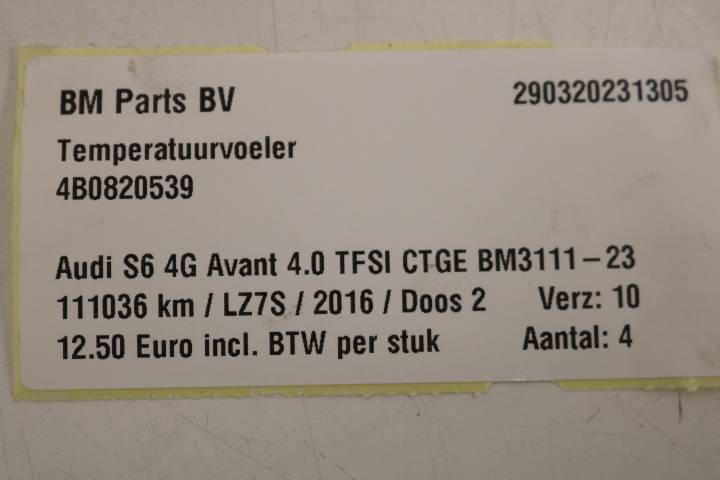 BM Parts BV 290320231305
Temperatuurvoeler
4B0820539
Audi S6 4G Avant 4.0 TFSI CTGE BM3111-23
111036 km / LZ7S / 2016 / Doos 2 Verz: 10
12.50 Euro incl. BTW per stuk Aantal: 4